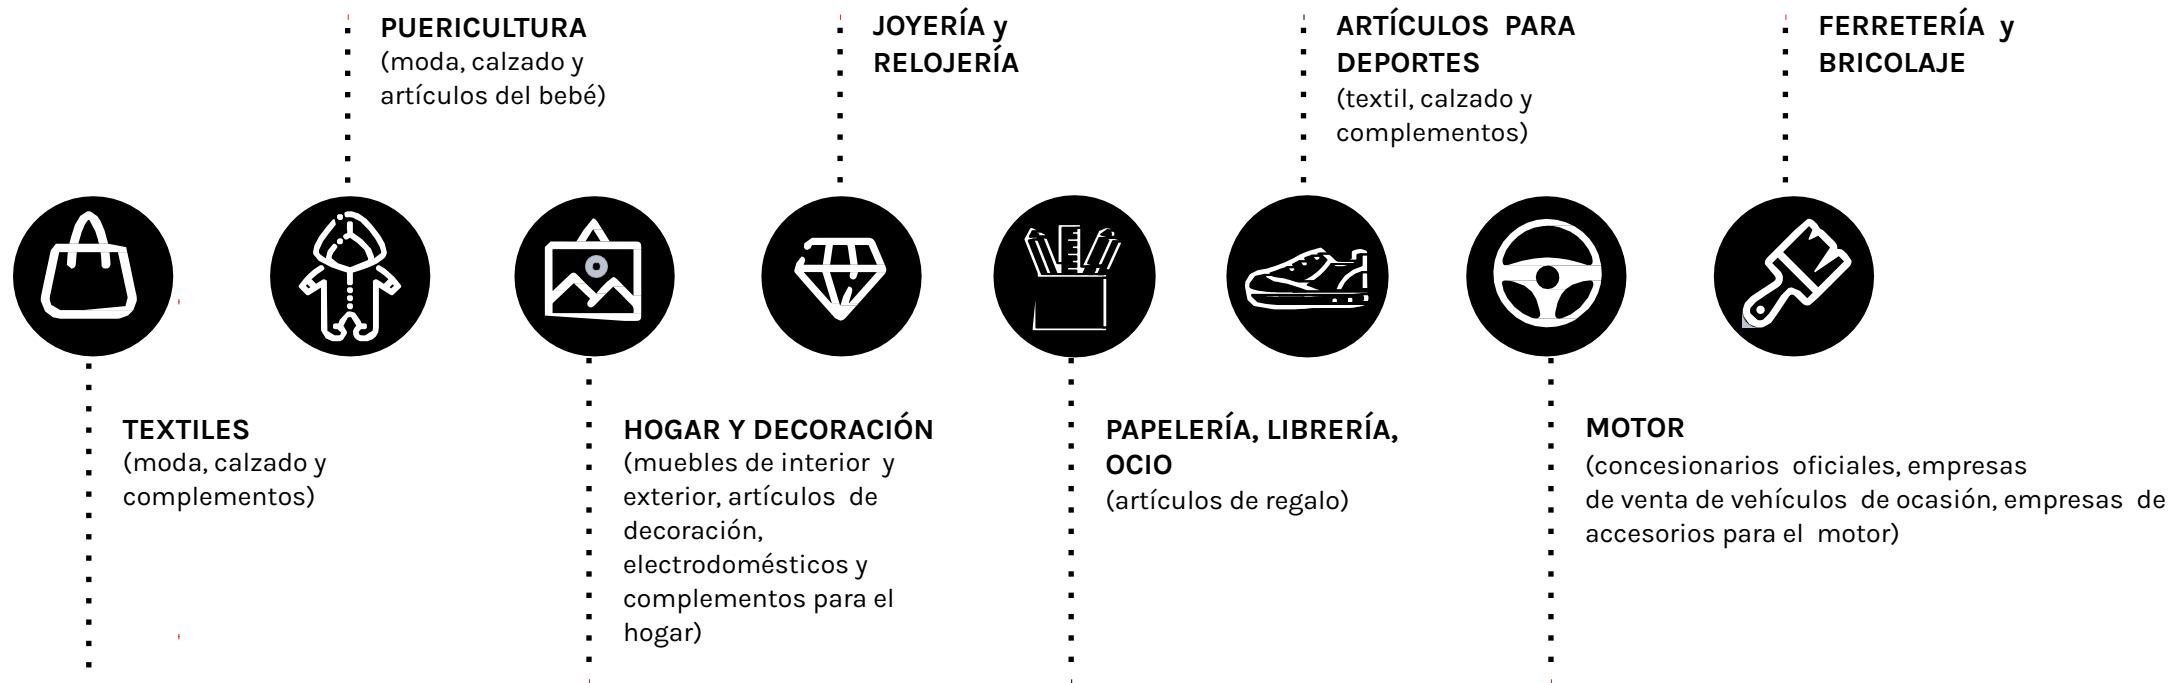 PUERICULTURA
(moda, calzado y
artículos del bebé)
JOYERÍA y
RELOJERÍA
ARTÍCULOS PARA
DEPORTES
(textil, calzado y
complementos)
FERRETERÍA y
BRICOLAJE
TEXTILES
(moda, calzado y
complementos)
HOGAR Y DECORACIÓN
(muebles de interior y
exterior, artículos de
decoración,
electrodomésticos y
complementos para el
hogar)
PAPELERÍA, LIBRERÍA,
OCIO
(artículos de regalo)
MOTOR
(concesionarios oficiales, empresas
de venta de vehículos de ocasión, empresas de
accesorios para el motor)